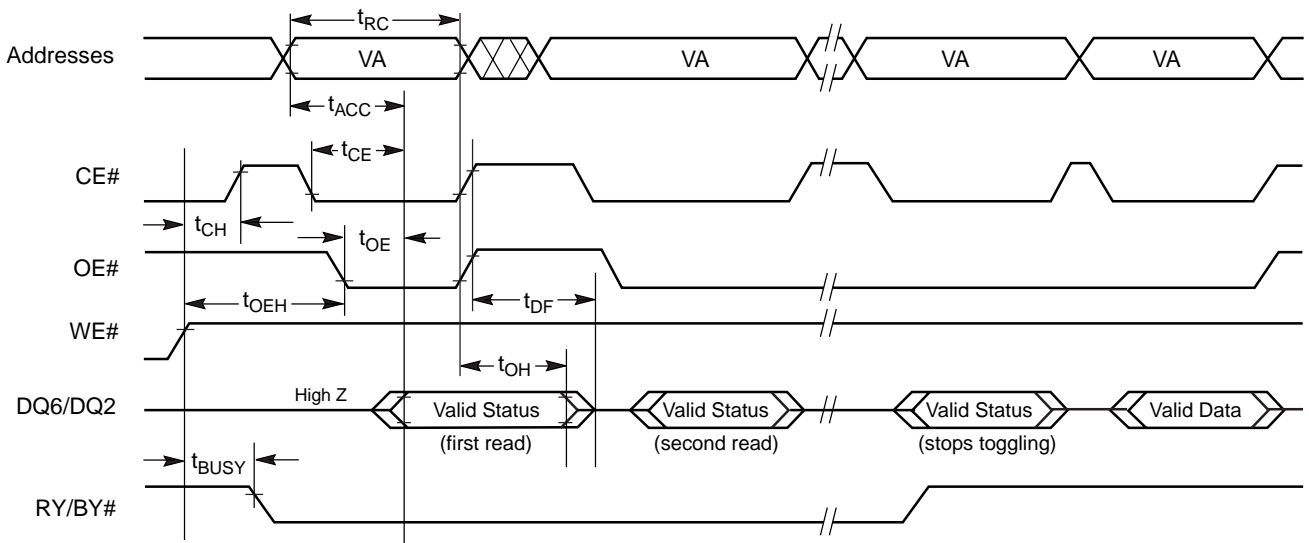 tRC
Addresses VA VA VA VA
tACC
tCE
CE#
tCH
tOE
OE#
tOEH tDF
WE#
tOH
High Z
DQ6/DQ2 Valid Status Valid Status Valid Status Valid Data
(first read) (second read) (stops toggling)
tBUSY
RY/BY#